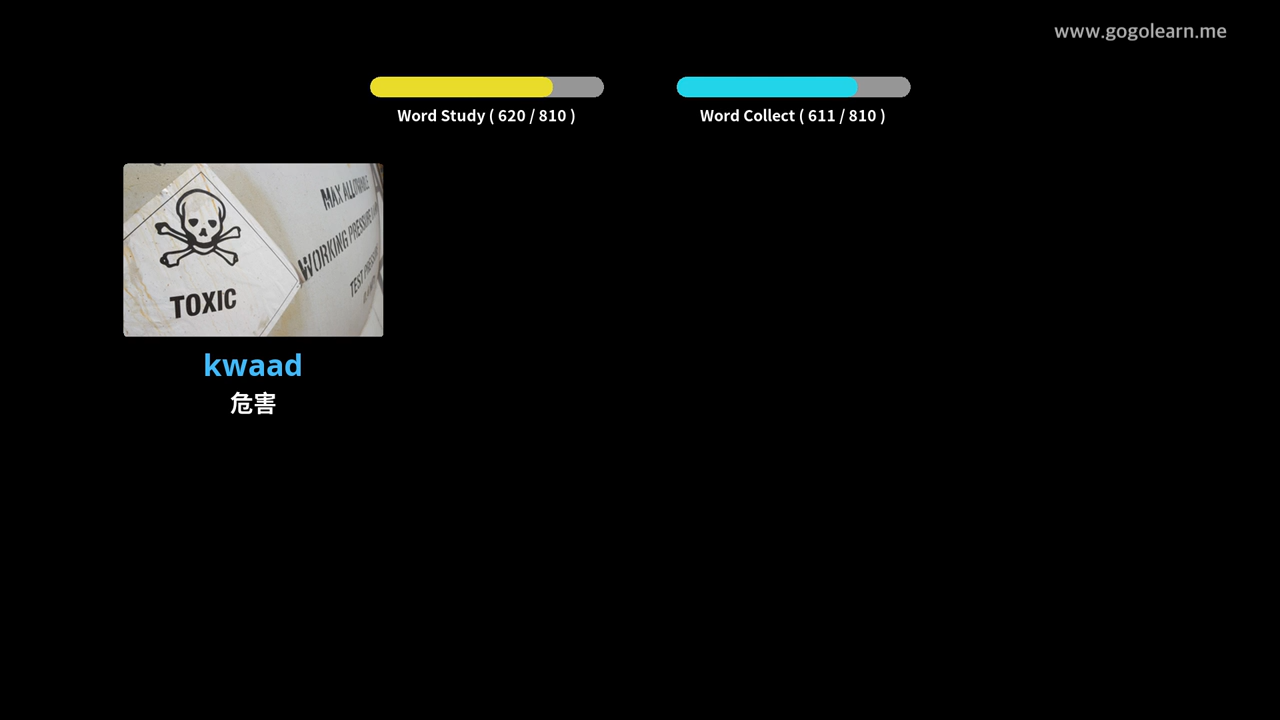 www.gogolearn.me
Word Study ( 620 / 810 )
Word Collect ( 611 / 810 )
MAX ALLOWABLE
WORKING PRESSURE
TEST
TOXIC
kwaad
危害